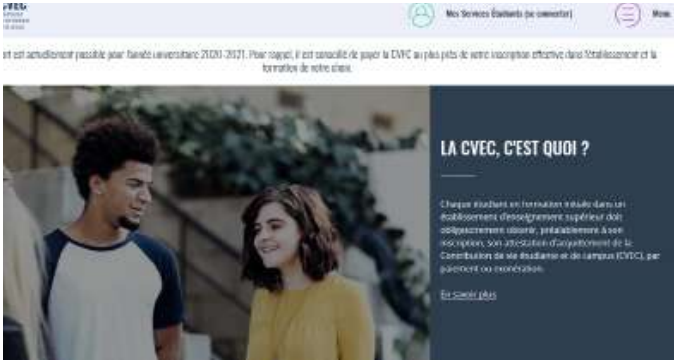 CVEC
Mes Services Étudiants (se connecter)
Menu
est actuellement possible pour l'année universitaire 2020-2021. Pour rappel, il est conseillé de payer la CVEC au plus près de votre inscription effective dans l'établissement et la
formation de votre choix.
LA CVEC, C'EST QUOI ?
Chaque étudiant en formation initiale dans un
établissement d'enseignement supérieur doit
obligatoirement obtenir, préalablement à son
inscription, son attestation d'acquittement de la
Contribution de vie étudiante et de campus (CVEC), par
paiement ou exonération.
En savoir plus